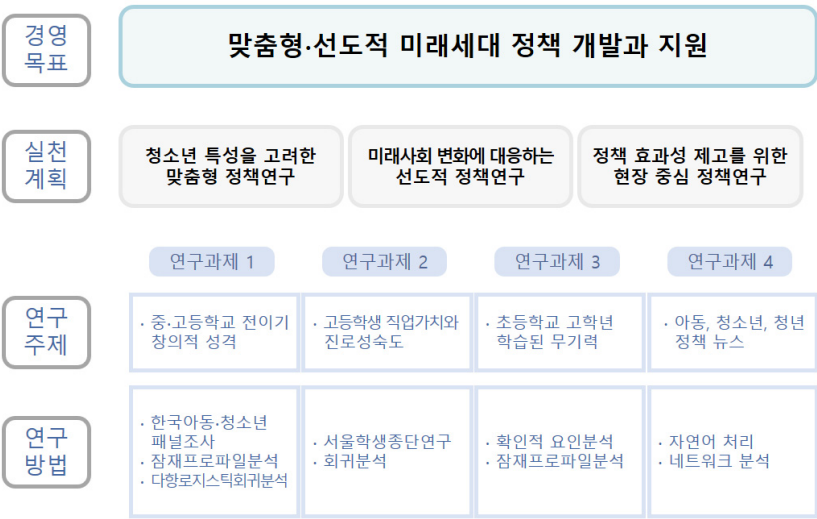 경영
목표
맞춤형·선도적 미래세대 정책 개발과 지원
실천
계획
청소년 특성을 고려한
맞춤형 정책연구
미래사회 변화에 대응하는
선도적 정책연구
정책 효과성 제고를 위한
현장 중심 정책연구
연구과제 1
연구과제 2
연구과제 3
연구과제 4
연구
주제
· 중·고등학교 전이기
창의적 성격
· 고등학생 직업가치와
진로성숙도
· 초등학교 고학년
학습된 무기력
· 아동, 청소년, 청년
정책 뉴스
연구
방법
· 한국아동·청소년
패널조사
· 잠재프로파일분석
· 다항로지스틱회귀분석
· 서울학생종단연구
· 회귀분석
· 확인적 요인분석
· 잠재프로파일분석
· 자연어 처리
· 네트워크 분석